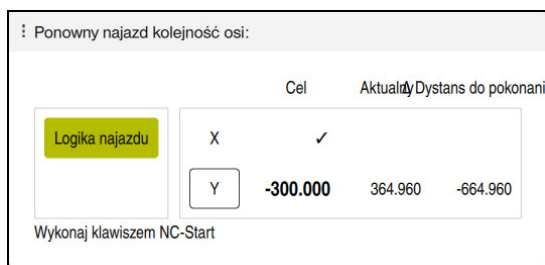 Ponowny najazd kolejność osi:
Cel Aktualny Δ Dystans do pokonani
Logika najazdu X ✓
Y -300.000 364.960 -664.960
Wykonaj klawiszem NC-Start